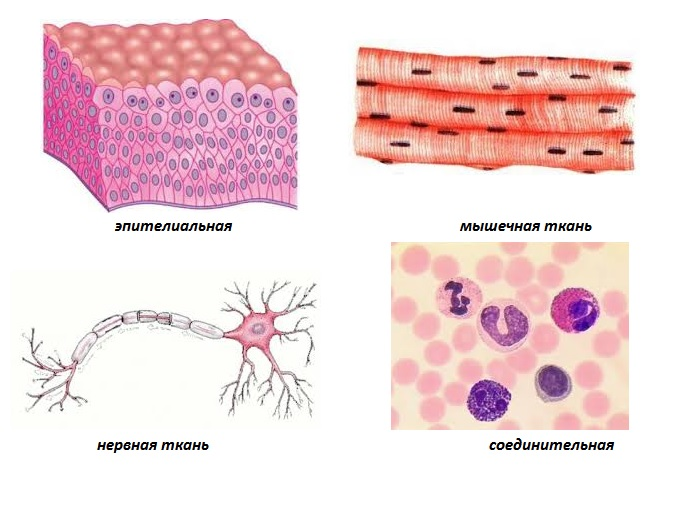 эпителиальная
мышечная ткань
нервная ткань
соединительная